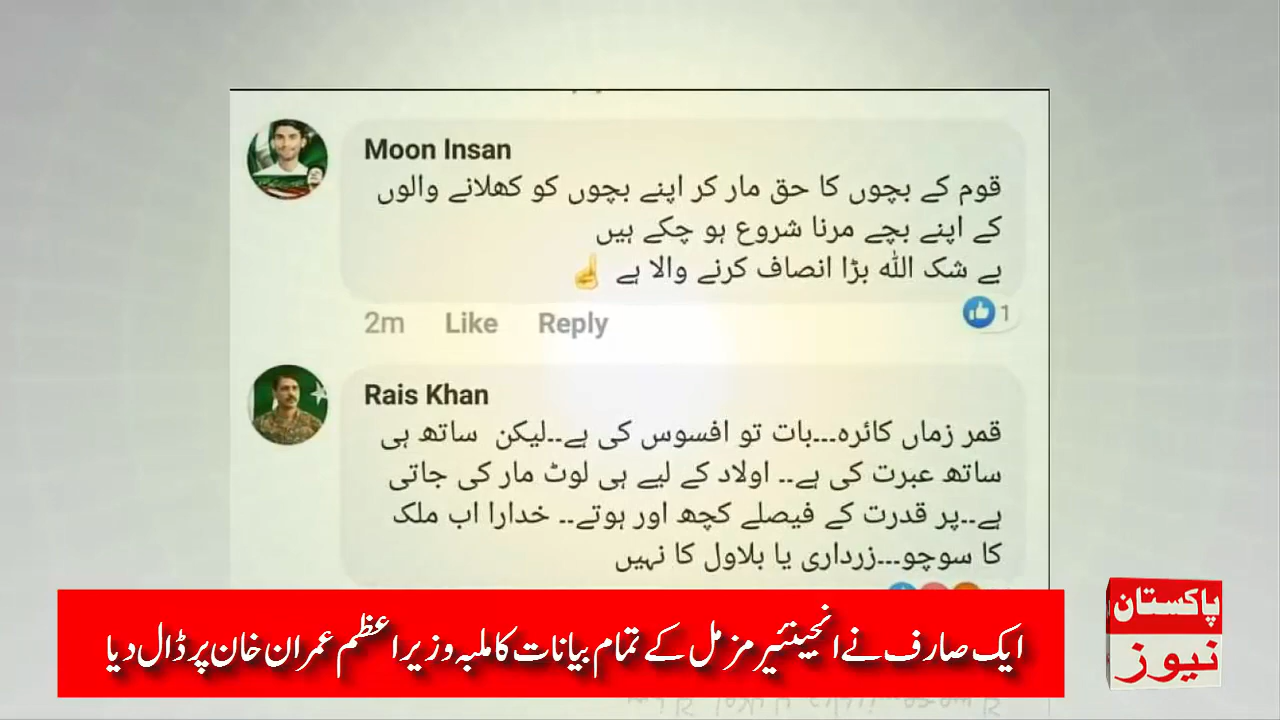 Moon Insan
قوم کے بچوں کا حق مار کر اپنے بچوں کو کھلانے والوں
کے اپنے بچے مرنا شروع ہو چکے ہیں
بے شک اللہ بڑا انصاف کرنے والا ہے ☝
2m Like Reply 1
Rais Khan
قمر زماں کائرہ۔۔۔بات تو افسوس کی ہے۔۔لیکن ساتھ ہی
ساتھ عبرت کی ہے۔۔ اولاد کے لیے ہی لوٹ مار کی جاتی
ہے۔۔پر قدرت کے فیصلے کچھ اور ہوتے۔۔ خدارا اب ملک
کا سوچو۔۔۔زرداری یا بلاول کا نہیں
ایک صارف نے انجینئیر مزمل کے تمام بیانات کا ملبہ وزیراعظم عمران خان پر ڈال دیا
پاکستان
نیوز